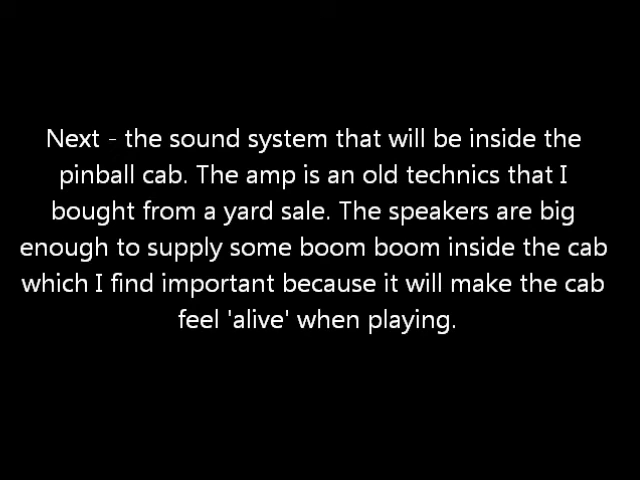 Next - the sound system that will be inside the
pinball cab. The amp is an old technics that I
bought from a yard sale. The speakers are big
enough to supply some boom boom inside the cab
which I find important because it will make the cab
feel 'alive' when playing.